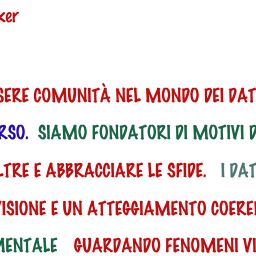 ker
SERE COMUNITÀ NEL MONDO DEI DAT
RSO. SIAMO FONDATORI DI MOTIVI D
LTRE E ABBRACCIARE LE SFIDE. I DAT
VISIONE E UN ATTEGGIAMENTO COERE
MENTALE GUARDANDO FENOMENI VI